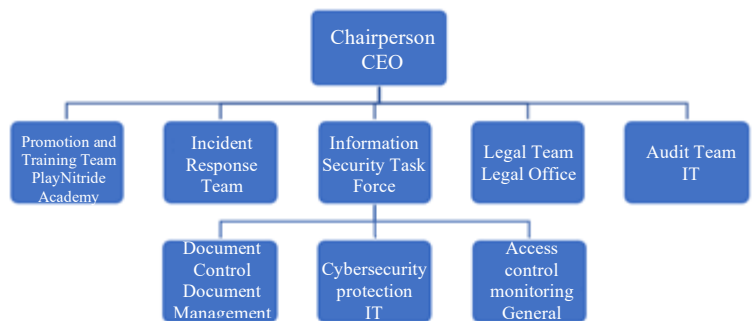 Chairperson
CEO
Promotion and
Training Team
PlayNitride
Academy
Incident
Response
Team
Information
Security Task
Force
Legal Team
Legal Office
Audit Team
IT
Document
Control
Document
Management
Cybersecurity
protection
IT
Access
control
monitoring
General